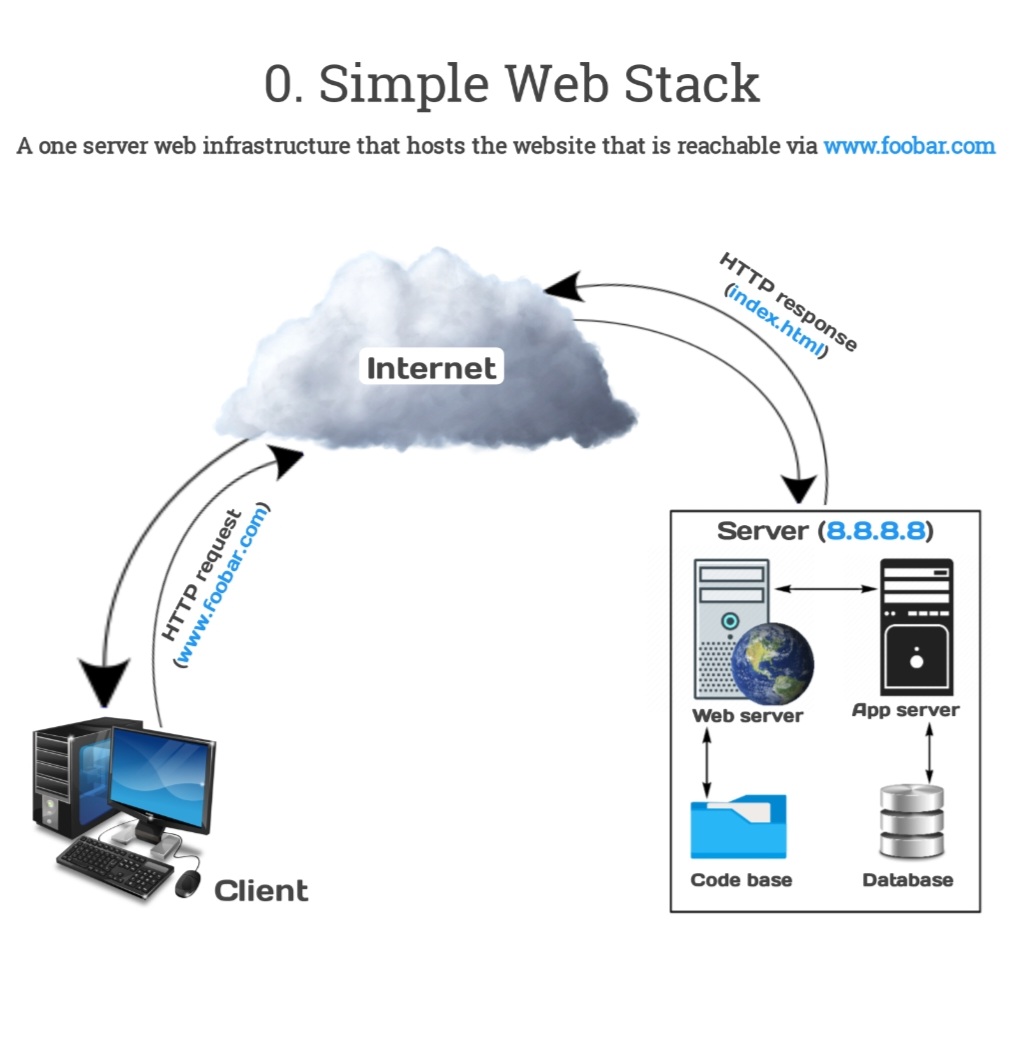 0. Simple Web Stack
A one server web infrastructure that hosts the website that is reachable via www.foobar.com
HTTP response
(index.html)
Internet
HTTP request
(www.foobar.com)
Server (8.8.8.8)
Web server
App server
Code base
Database
Client